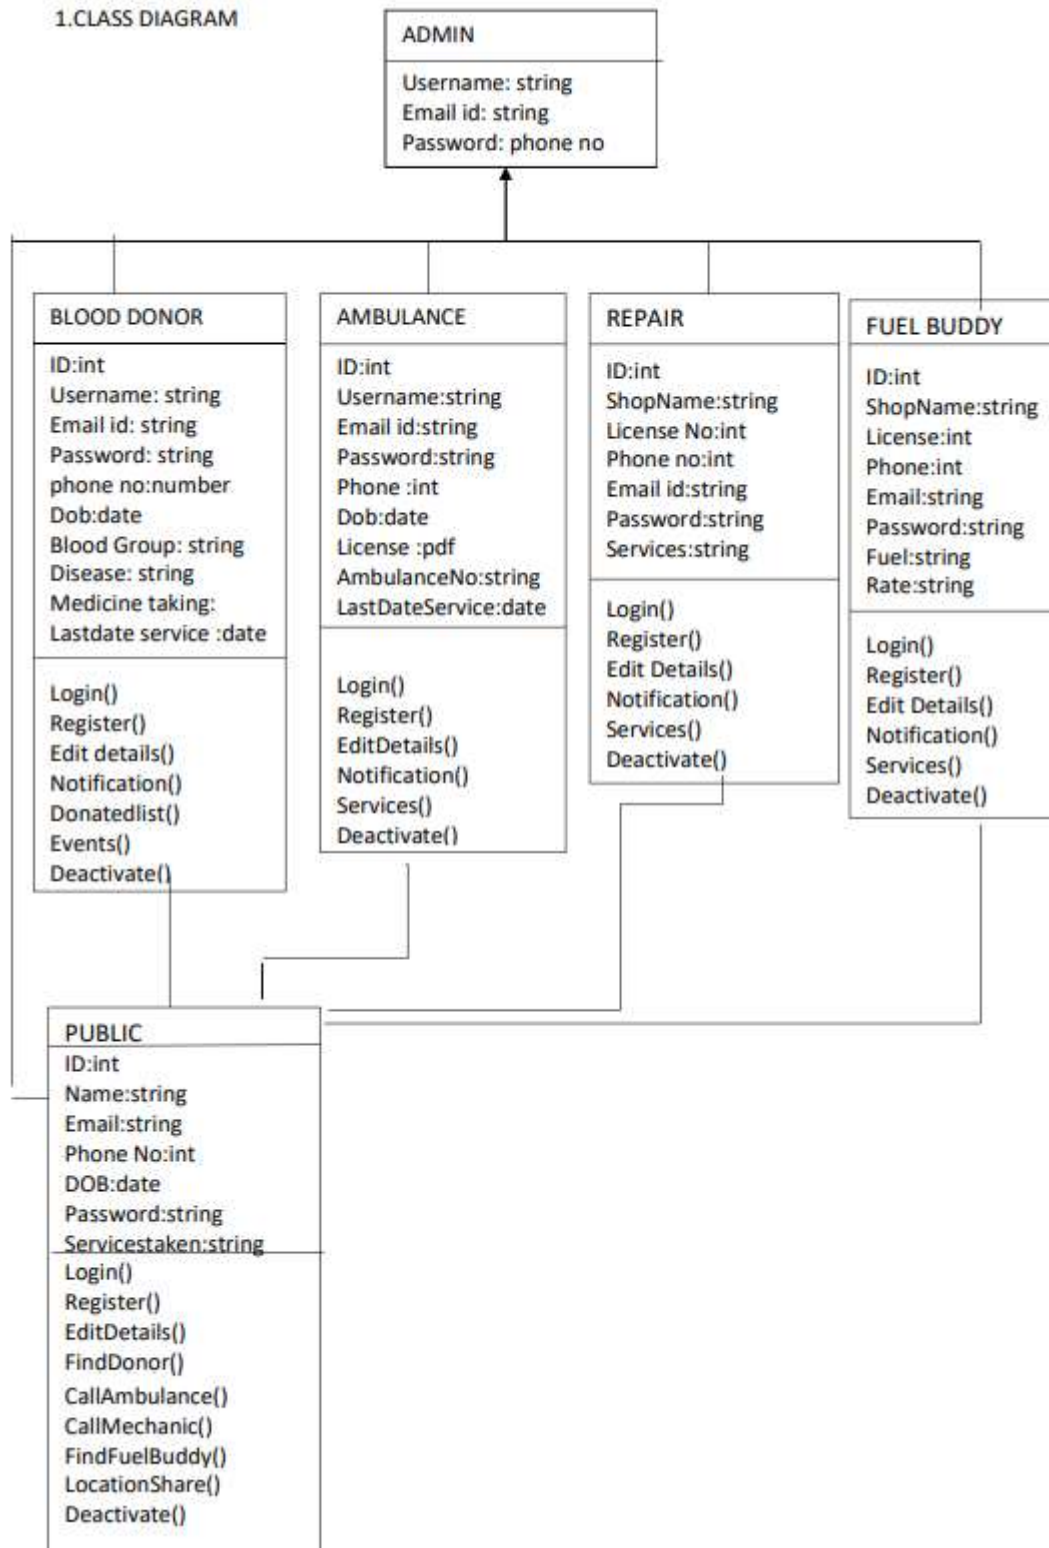 1.CLASS DIAGRAM
ADMIN
Username: string
Email id: string
Password: phone no
BLOOD DONOR
ID:int
Username: string
Email id: string
Password: string
phone no:number
Dob:date
Blood Group: string
Disease: string
Medicine taking:
Lastdate service :date
Login()
Register()
Edit details()
Notification()
Donatedlist()
Events()
Deactivate()
AMBULANCE
ID:int
Username:string
Email id:string
Password:string
Phone :int
Dob:date
License :pdf
AmbulanceNo:string
LastDateService:date
Login()
Register()
EditDetails()
Notification()
Services()
Deactivate()
REPAIR
ID:int
ShopName:string
License No:int
Phone no:int
Email id:string
Password:string
Services:string
Login()
Register()
Edit Details()
Notification()
Services()
Deactivate()
FUEL BUDDY
ID:int
ShopName:string
License:int
Phone:int
Email:string
Password:string
Fuel:string
Rate:string
Login()
Register()
Edit Details()
Notification()
Services()
Deactivate()
PUBLIC
ID:int
Name:string
Email:string
Phone No:int
DOB:date
Password:string
Servicestaken:string
Login()
Register()
EditDetails()
FindDonor()
CallAmbulance()
CallMechanic()
FindFuelBuddy()
LocationShare()
Deactivate()